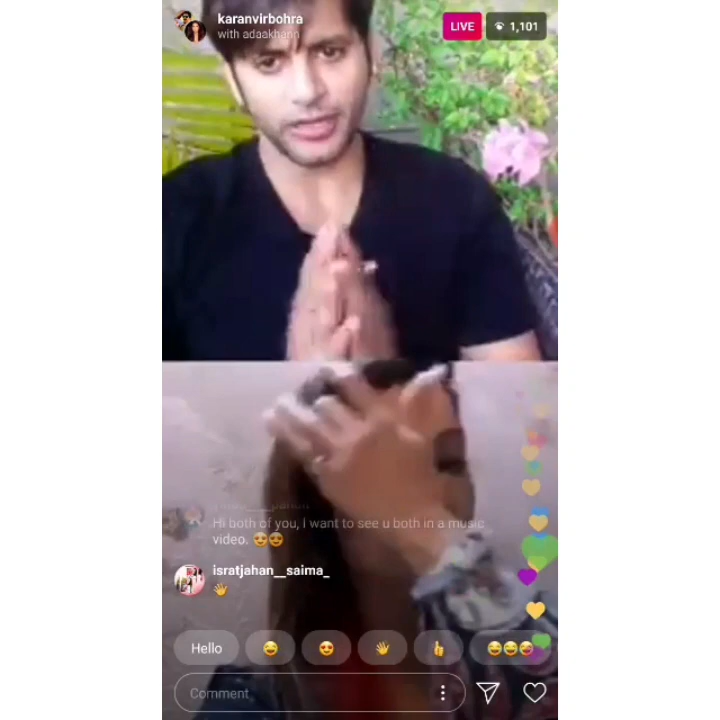 karanvirbohra
with adaakhann
LIVE
1,101
Hi both of you, I want to see u both in a music
video. 😍😍
isratjahan__saima_
👋
Hello
😂
😍
👋
👍
😂😂😂
Comment